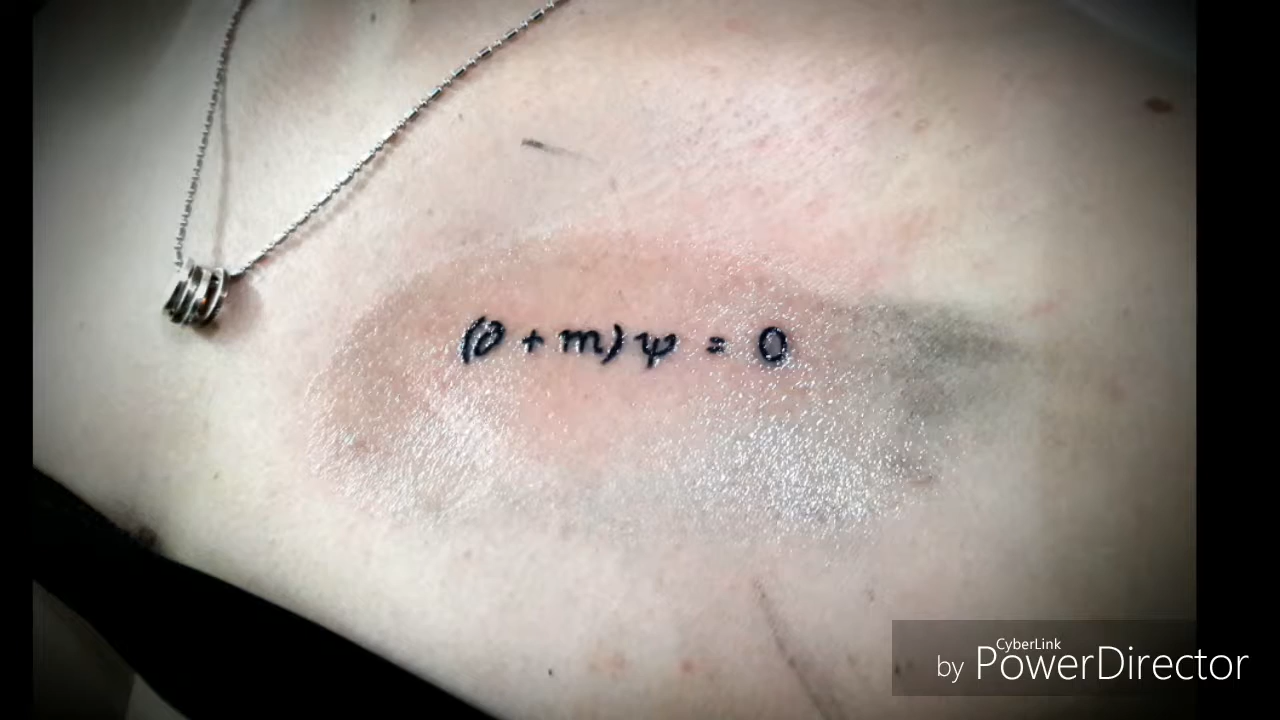 (∂ + m) ψ = 0
CyberLink
by PowerDirector